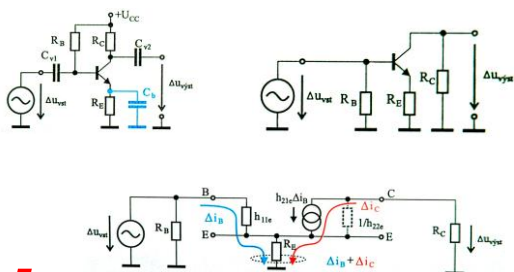 +U_CC
R_B R_C C_v2
C_v1
Δu_vst R_E C_b Δu_výst
Δu_vst R_B R_E R_C Δu_výst
B h_21e Δi_B Δi_C C
Δi_B h_11e 1/h_22e
Δu_vst R_B E R_E E R_C Δu_výst
Δi_B + Δi_C